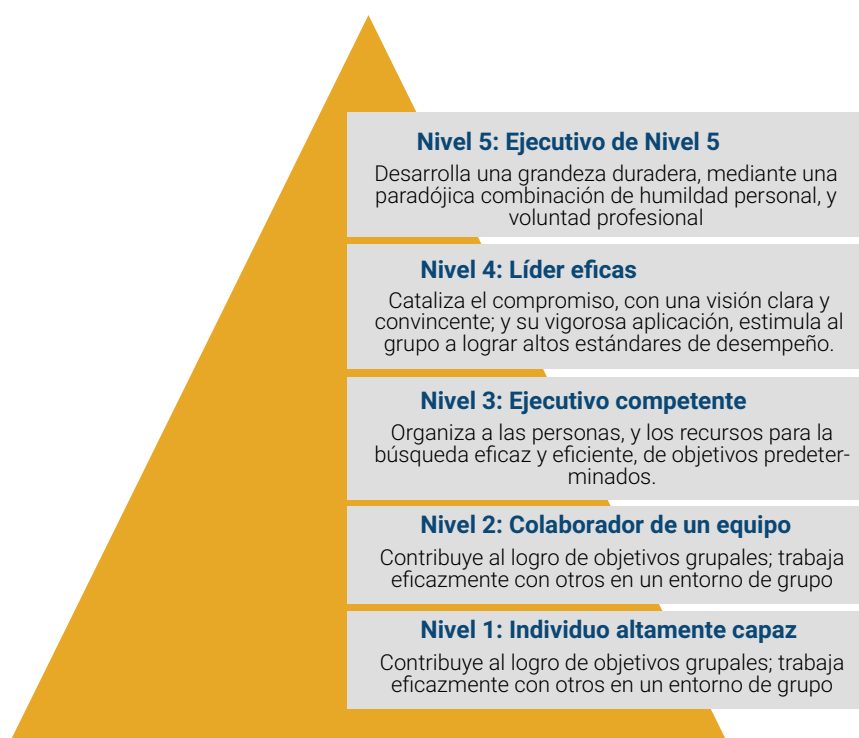 Nivel 5: Ejecutivo de Nivel 5
Desarrolla una grandeza duradera, mediante una
paradójica combinación de humildad personal, y
voluntad profesional
Nivel 4: Líder eficas
Cataliza el compromiso, con una visión clara y
convincente; y su vigorosa aplicación, estimula al
grupo a lograr altos estándares de desempeño.
Nivel 3: Ejecutivo competente
Organiza a las personas, y los recursos para la
búsqueda eficaz y eficiente, de objetivos predeter-
minados.
Nivel 2: Colaborador de un equipo
Contribuye al logro de objetivos grupales; trabaja
eficazmente con otros en un entorno de grupo
Nivel 1: Individuo altamente capaz
Contribuye al logro de objetivos grupales; trabaja
eficazmente con otros en un entorno de grupo